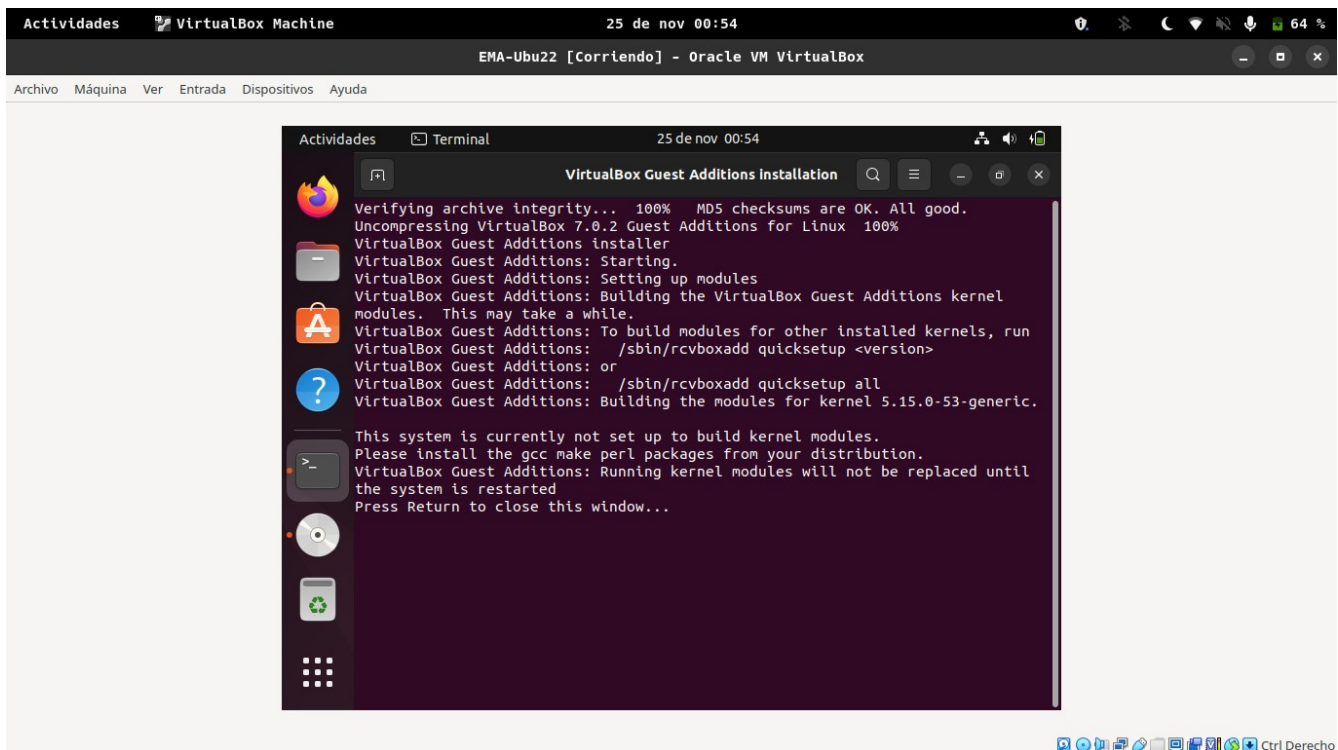 Actividades VirtualBox Machine 25 de nov 00:54 64 %
EMA-Ubu22 [Corriendo] - Oracle VM VirtualBox
Archivo Máquina Ver Entrada Dispositivos Ayuda
Actividades Terminal 25 de nov 00:54
VirtualBox Guest Additions installation
Verifying archive integrity... 100% MD5 checksums are OK. All good.
Uncompressing VirtualBox 7.0.2 Guest Additions for Linux 100%
VirtualBox Guest Additions installer
VirtualBox Guest Additions: Starting.
VirtualBox Guest Additions: Setting up modules
VirtualBox Guest Additions: Building the VirtualBox Guest Additions kernel
modules. This may take a while.
VirtualBox Guest Additions: To build modules for other installed kernels, run
VirtualBox Guest Additions: /sbin/rcvboxadd quicksetup <version>
VirtualBox Guest Additions: or
VirtualBox Guest Additions: /sbin/rcvboxadd quicksetup all
VirtualBox Guest Additions: Building the modules for kernel 5.15.0-53-generic.
This system is currently not set up to build kernel modules.
Please install the gcc make perl packages from your distribution.
VirtualBox Guest Additions: Running kernel modules will not be replaced until
the system is restarted
Press Return to close this window...
Ctrl Derecho